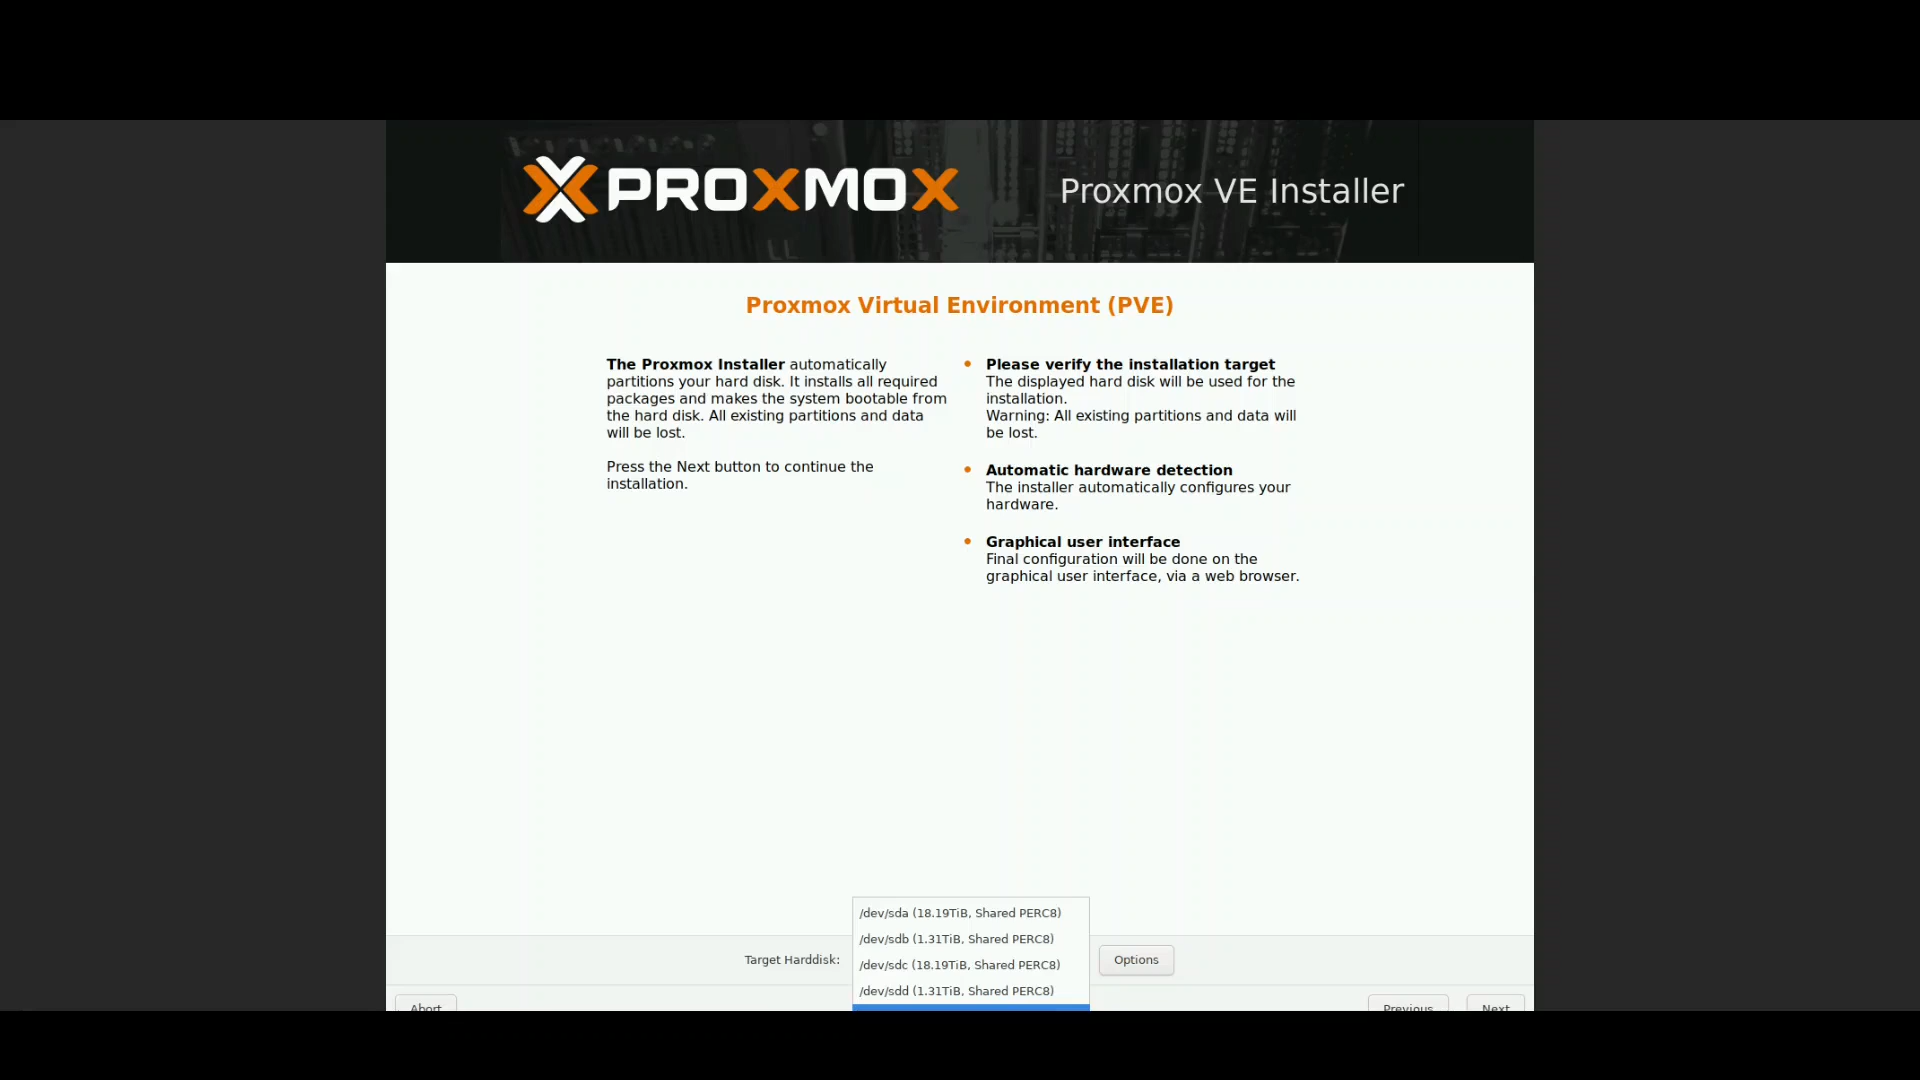 PROXMOX
Proxmox VE Installer
Proxmox Virtual Environment (PVE)
The Proxmox Installer automatically
partitions your hard disk. It installs all required
packages and makes the system bootable from
the hard disk. All existing partitions and data
will be lost.
Press the Next button to continue the
installation.
Please verify the installation target
The displayed hard disk will be used for the
installation.
Warning: All existing partitions and data will
be lost.
Automatic hardware detection
The installer automatically configures your
hardware.
Graphical user interface
Final configuration will be done on the
graphical user interface, via a web browser.
/dev/sda (18.19TiB, Shared PERC8)
/dev/sdb (1.31TiB, Shared PERC8)
Target Harddisk:
Options
/dev/sdc (18.19TiB, Shared PERC8)
/dev/sdd (1.31TiB, Shared PERC8)
Abort
Previous
Next